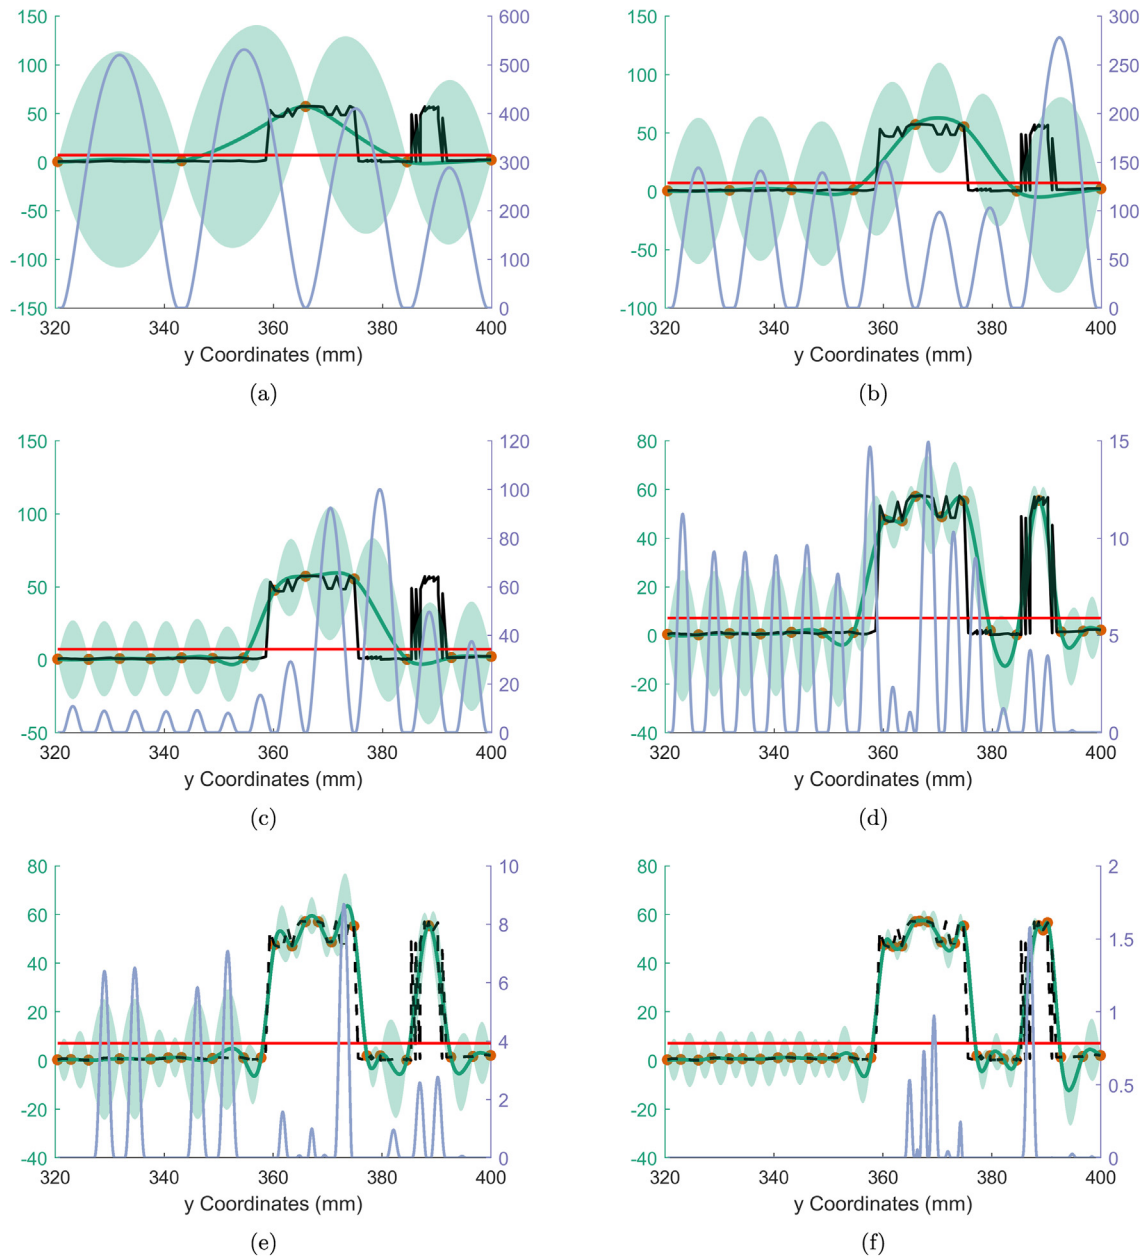 150 600
100 500
50 400
0 300
-50 200
-100 100
-150 0
320 340 360 380 400
y Coordinates (mm)
(a)
150 300
100 250
50 200
0 150
100
-50 50
-100 0
320 340 360 380 400
y Coordinates (mm)
(b)
150 120
100 100
80
50 60
0 40
20
-50 0
320 340 360 380 400
y Coordinates (mm)
(c)
80 15
60
40 10
20
0 5
-20
-40 0
320 340 360 380 400
y Coordinates (mm)
(d)
80 10
60 8
40 6
20
0 4
-20 2
-40 0
320 340 360 380 400
y Coordinates (mm)
(e)
80 2
60 1.5
40
20 1
0
-20 0.5
-40 0
320 340 360 380 400
y Coordinates (mm)
(f)